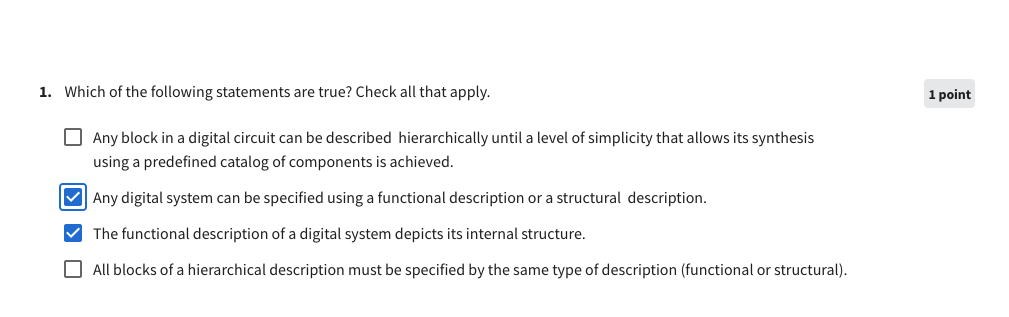 1. Which of the following statements are true? Check all that apply.
1 point
Any block in a digital circuit can be described hierarchically until a level of simplicity that allows its synthesis
using a predefined catalog of components is achieved.
Any digital system can be specified using a functional description or a structural description.
The functional description of a digital system depicts its internal structure.
All blocks of a hierarchical description must be specified by the same type of description (functional or structural).